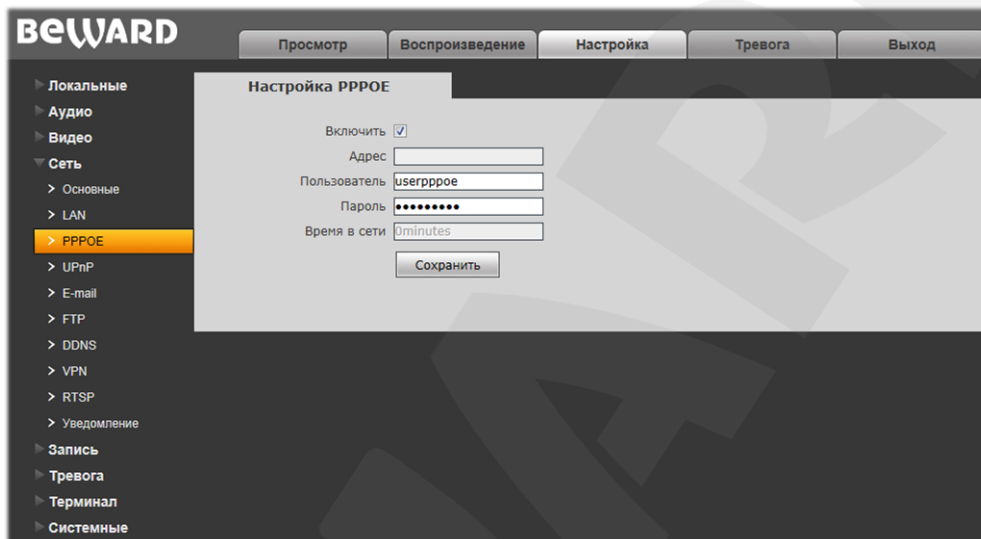 BEWARD
Просмотр Воспроизведение Настройка Тревога Выход
Локальные
Аудио
Видео
Сеть
Основные
LAN
PPPOE
UPnP
E-mail
FTP
DDNS
VPN
RTSP
Уведомление
Запись
Тревога
Терминал
Системные
Настройка PPPOE
Включить
Адрес
Пользователь userpppoe
Пароль •••••••••
Время в сети 0minutes
Сохранить